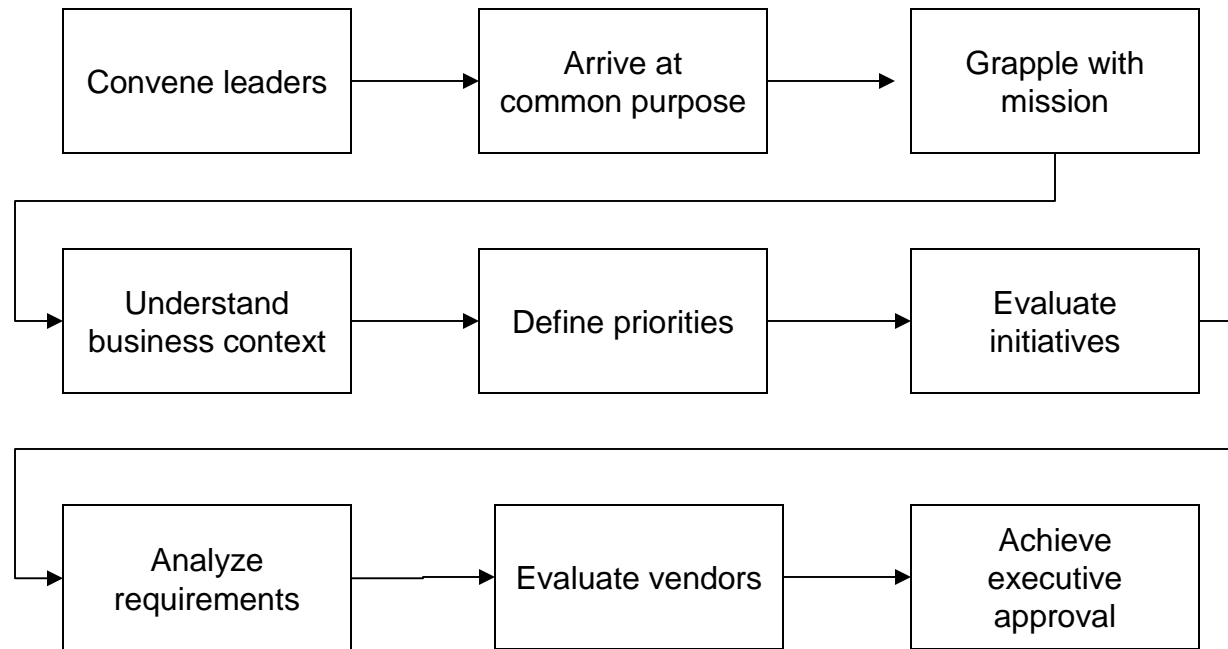 Convene leaders
Arrive at
common purpose
Grapple with
mission
Understand
business context
Define priorities
Evaluate
initiatives
Analyze
requirements
Evaluate vendors
Achieve
executive
approval